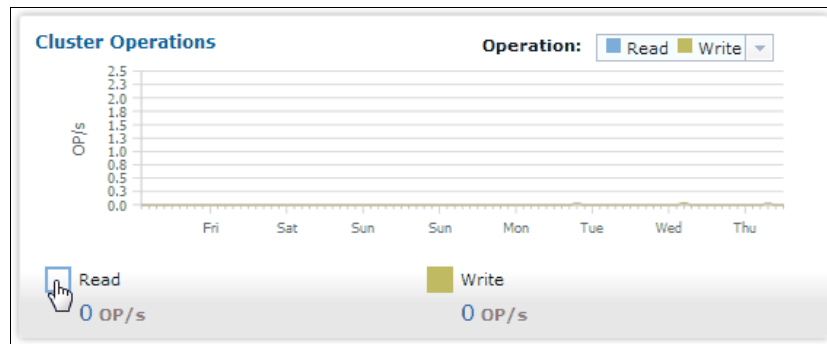 Cluster Operations
Operation: Read Write
2.5
2.3
2.0
1.8
1.5
1.3
1.0
0.8
0.5
0.3
0.0
OP/s
Fri Sat Sun Sun Mon Tue Wed Thu
Read Write
0 OP/s 0 OP/s